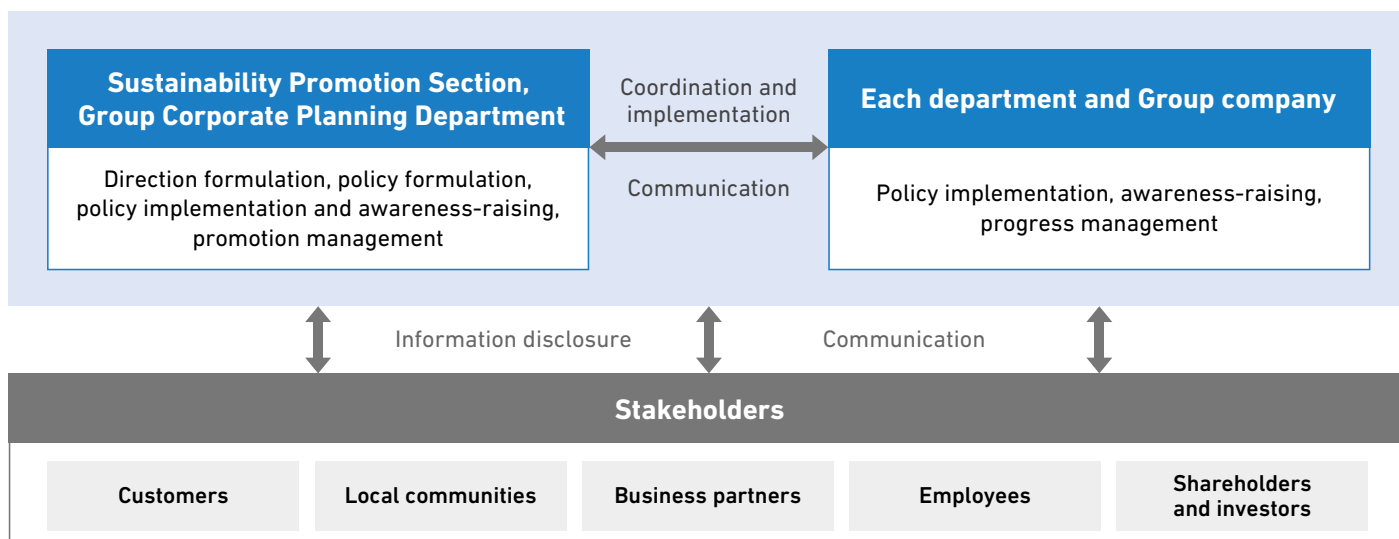 Sustainability Promotion Section,
Group Corporate Planning Department
Direction formulation, policy formulation,
policy implementation and awareness-raising,
promotion management
Coordination and
implementation
Communication
Each department and Group company
Policy implementation, awareness-raising,
progress management
Information disclosure
Communication
Stakeholders
Customers
Local communities
Business partners
Employees
Shareholders
and investors